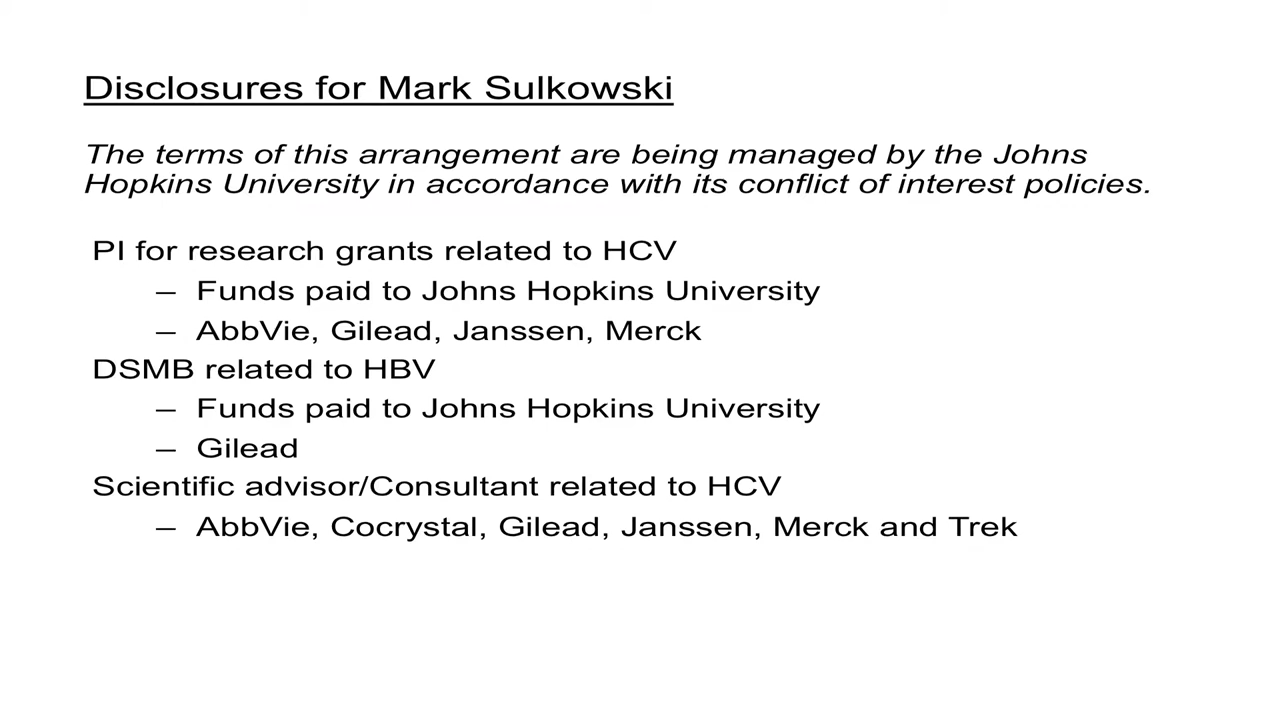 Disclosures for Mark Sulkowski
The terms of this arrangement are being managed by the Johns
Hopkins University in accordance with its conflict of interest policies.
PI for research grants related to HCV
– Funds paid to Johns Hopkins University
– AbbVie, Gilead, Janssen, Merck
DSMB related to HBV
– Funds paid to Johns Hopkins University
– Gilead
Scientific advisor/Consultant related to HCV
– AbbVie, Cocrystal, Gilead, Janssen, Merck and Trek